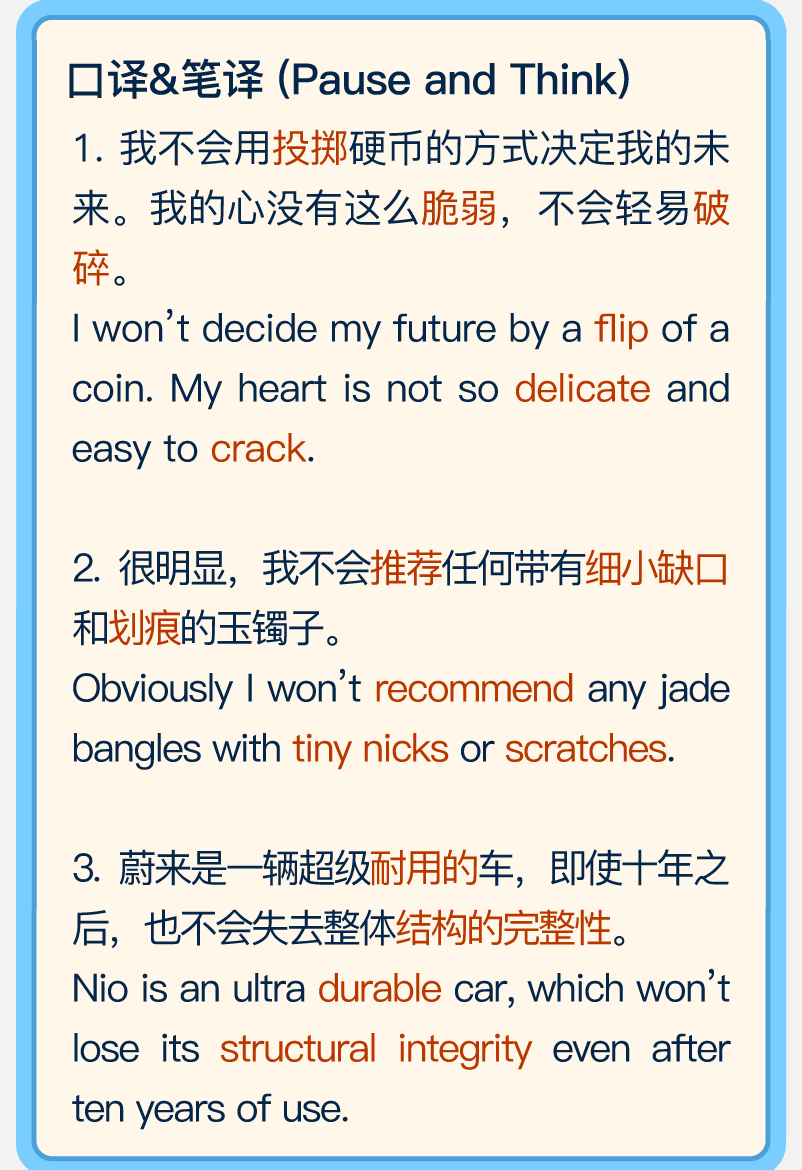 口译&笔译 (Pause and Think)
1. 我不会用投掷硬币的方式决定我的未
来。我的心没有这么脆弱，不会轻易破
碎。
I won’t decide my future by a flip of a
coin. My heart is not so delicate and
easy to crack.
2. 很明显，我不会推荐任何带有细小缺口
和划痕的玉镯子。
Obviously I won’t recommend any jade
bangles with tiny nicks or scratches.
3. 蔚来是一辆超级耐用的车，即使十年之
后，也不会失去整体结构的完整性。
Nio is an ultra durable car, which won’t
lose its structural integrity even after
ten years of use.